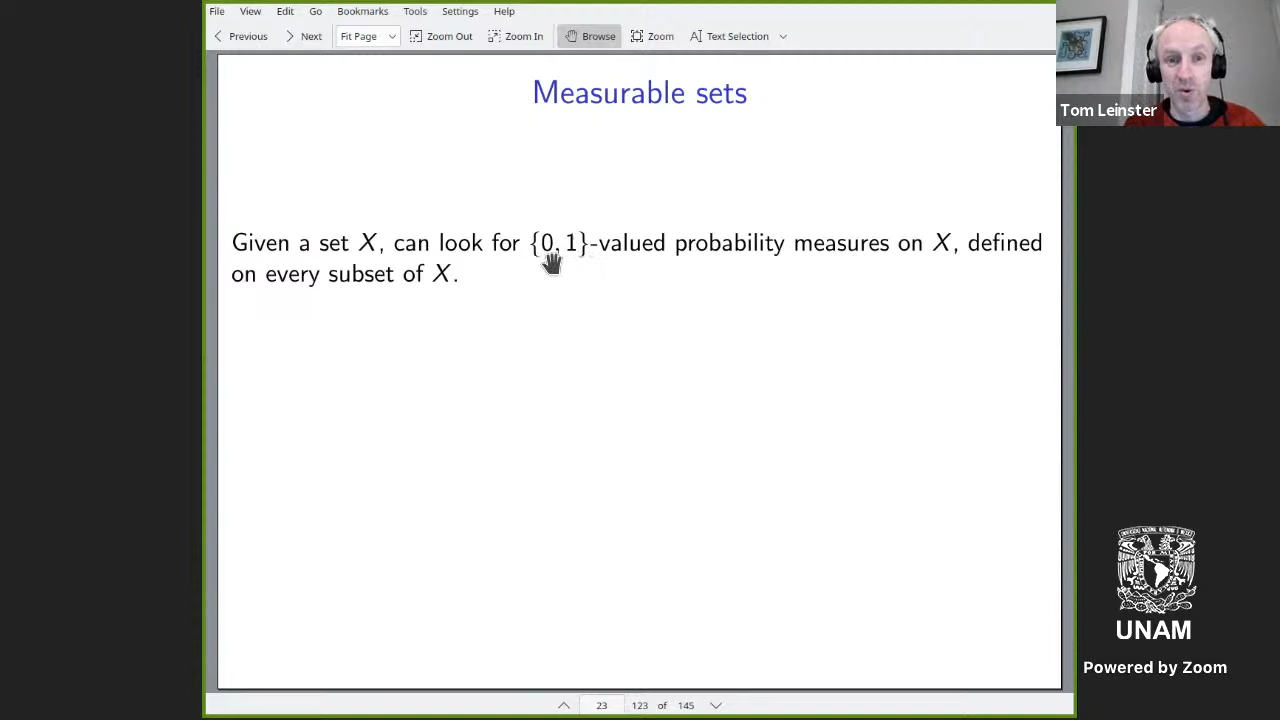 File View Edit Go Bookmarks Tools Settings Help
Previous Next Fit Page Zoom Out Zoom In Browse Zoom Text Selection
Tom Leinster
Measurable sets
Given a set X, can look for {0, 1}-valued probability measures on X, defined
on every subset of X.
UNAM
Powered by Zoom
23 123 of 145